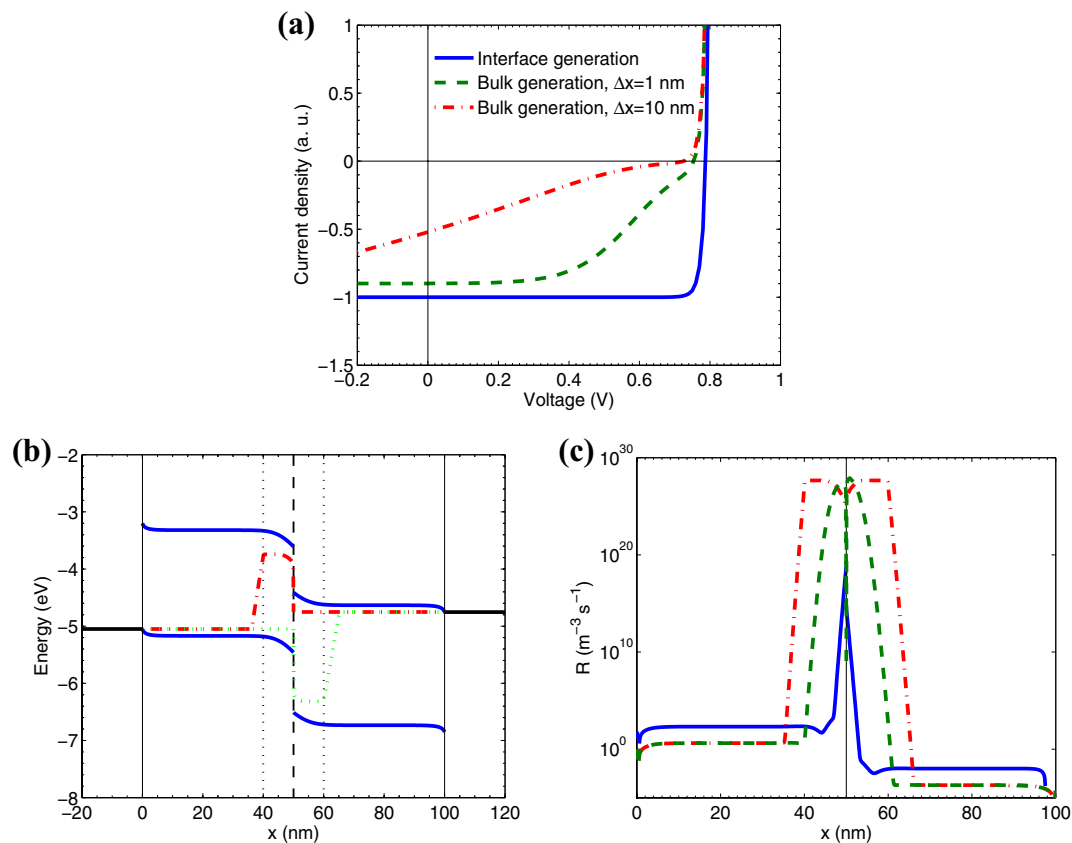 (a)
1
0.5
0
−0.5
−1
−1.5
Current density (a. u.)
Interface generation
Bulk generation, Δx=1 nm
Bulk generation, Δx=10 nm
−0.2 0 0.2 0.4 0.6 0.8 1
Voltage (V)
(b)
−2
−3
−4
−5
−6
−7
−8
Energy (eV)
−20 0 20 40 60 80 100 120
x (nm)
(c)
10^30
10^20
10^10
10^0
R (m^−3 s^−1)
0 20 40 60 80 100
x (nm)